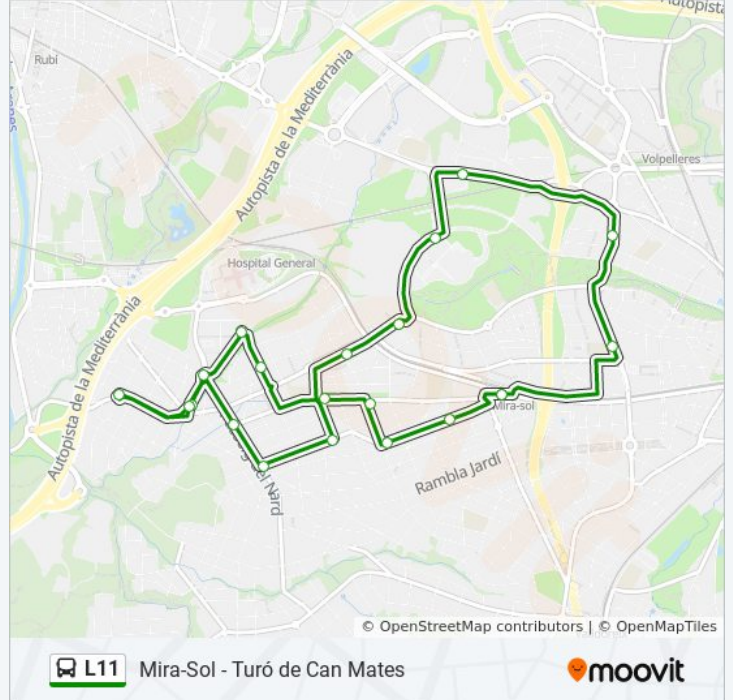 Autopista
Rubí
Autopista de la Mediterrània
Volpelleres
Hospital General
Autopista de la Mediterrània
Mira-sol
Rambla Jardí
del Nard
© OpenStreetMap contributors | © OpenMapTiles
L11 Mira-Sol - Turó de Can Mates
moovit